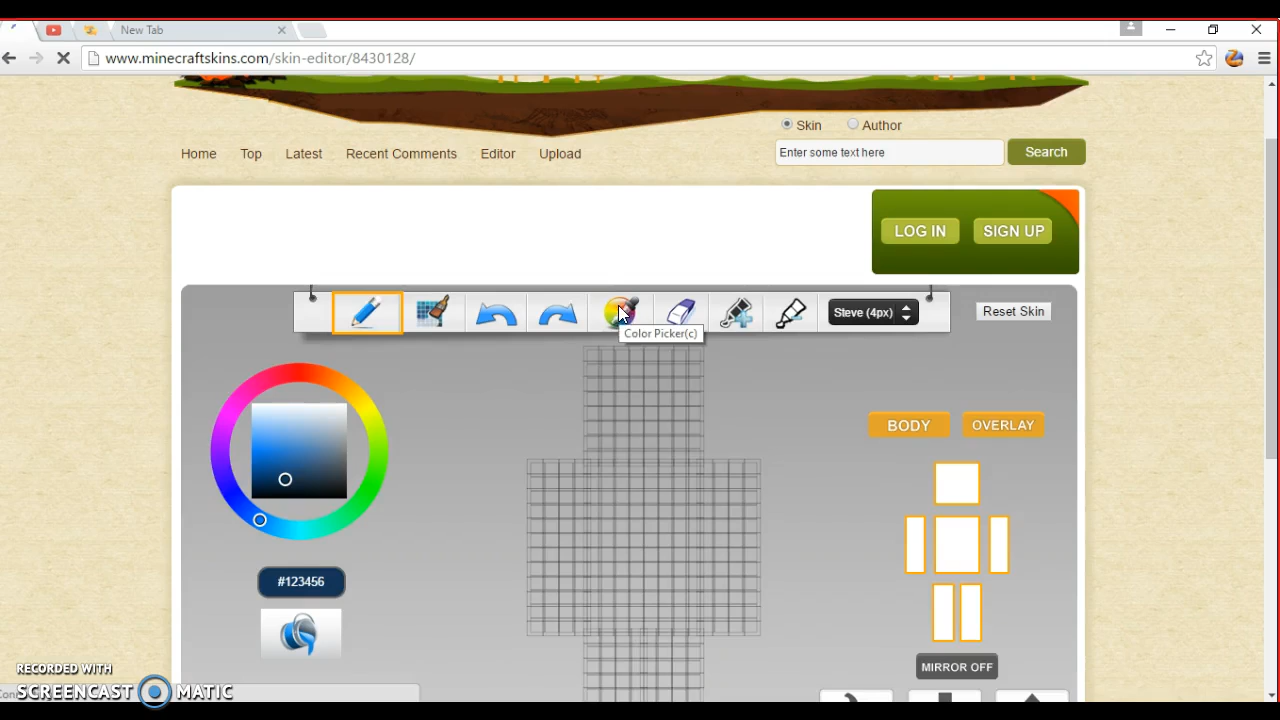 New Tab
www.minecraftskins.com/skin-editor/8430128/
Skin Author
Home Top Latest Recent Comments Editor Upload
Enter some text here
Search
LOG IN SIGN UP
Steve (4px)
Reset Skin
Color Picker(c)
BODY OVERLAY
#123456
MIRROR OFF
RECORDED WITH
SCREENCAST MATIC